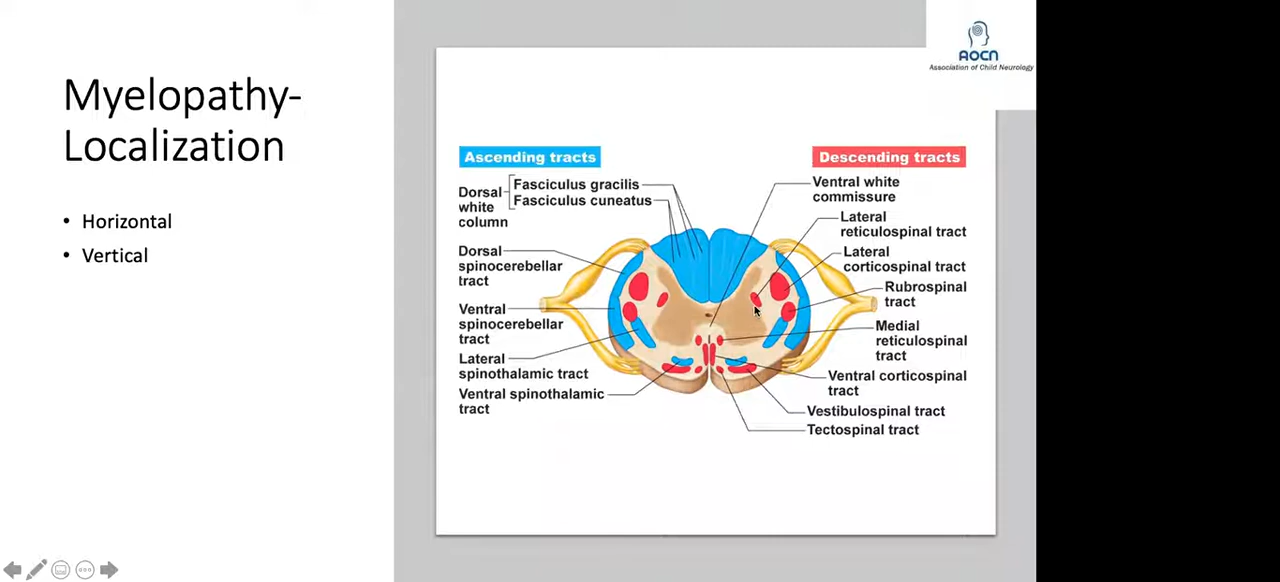 Myelopathy-
Localization
• Horizontal
• Vertical
AOCN
Association of Child Neurology
Ascending tracts
Dorsal
white
column
Fasciculus gracilis
Fasciculus cuneatus
Dorsal
spinocerebellar
tract
Ventral
spinocerebellar
tract
Lateral
spinothalamic tract
Ventral spinothalamic
tract
Descending tracts
Ventral white
commissure
Lateral
reticulospinal tract
Lateral
corticospinal tract
Rubrospinal
tract
Medial
reticulospinal
tract
Ventral corticospinal
tract
Vestibulospinal tract
Tectospinal tract